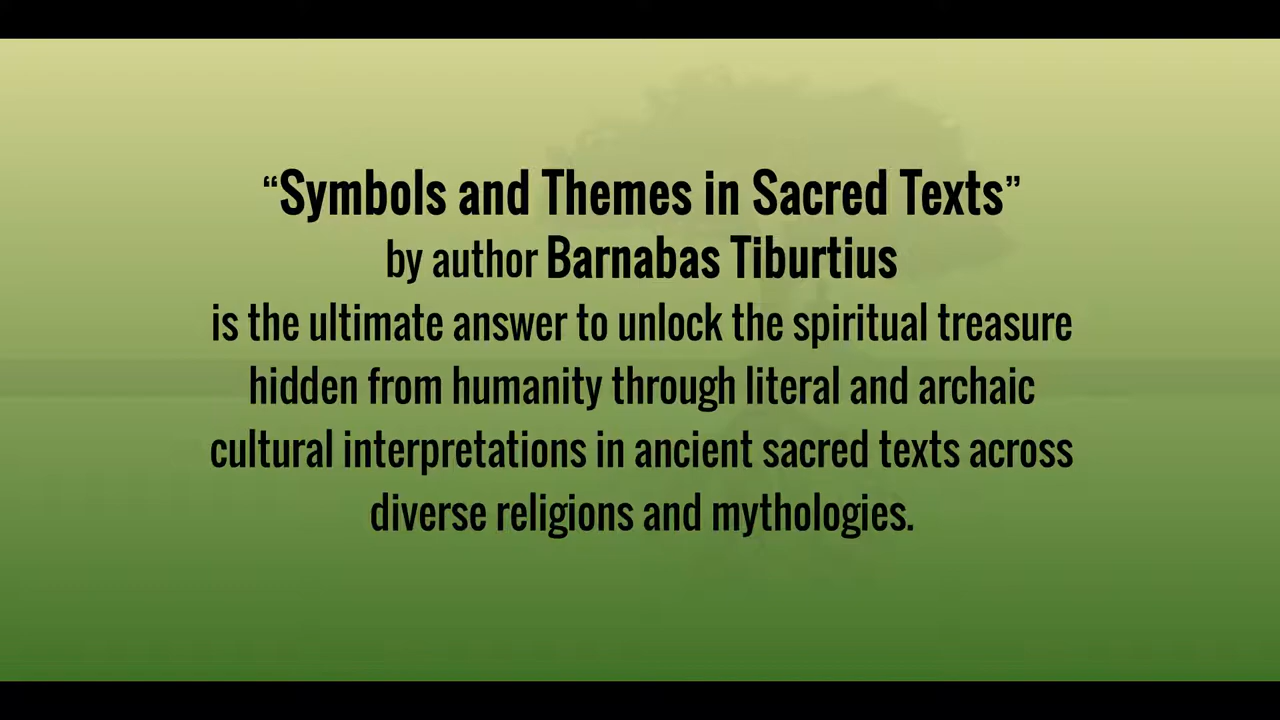 “Symbols and Themes in Sacred Texts”
by author Barnabas Tiburtius
is the ultimate answer to unlock the spiritual treasure
hidden from humanity through literal and archaic
cultural interpretations in ancient sacred texts across
diverse religions and mythologies.